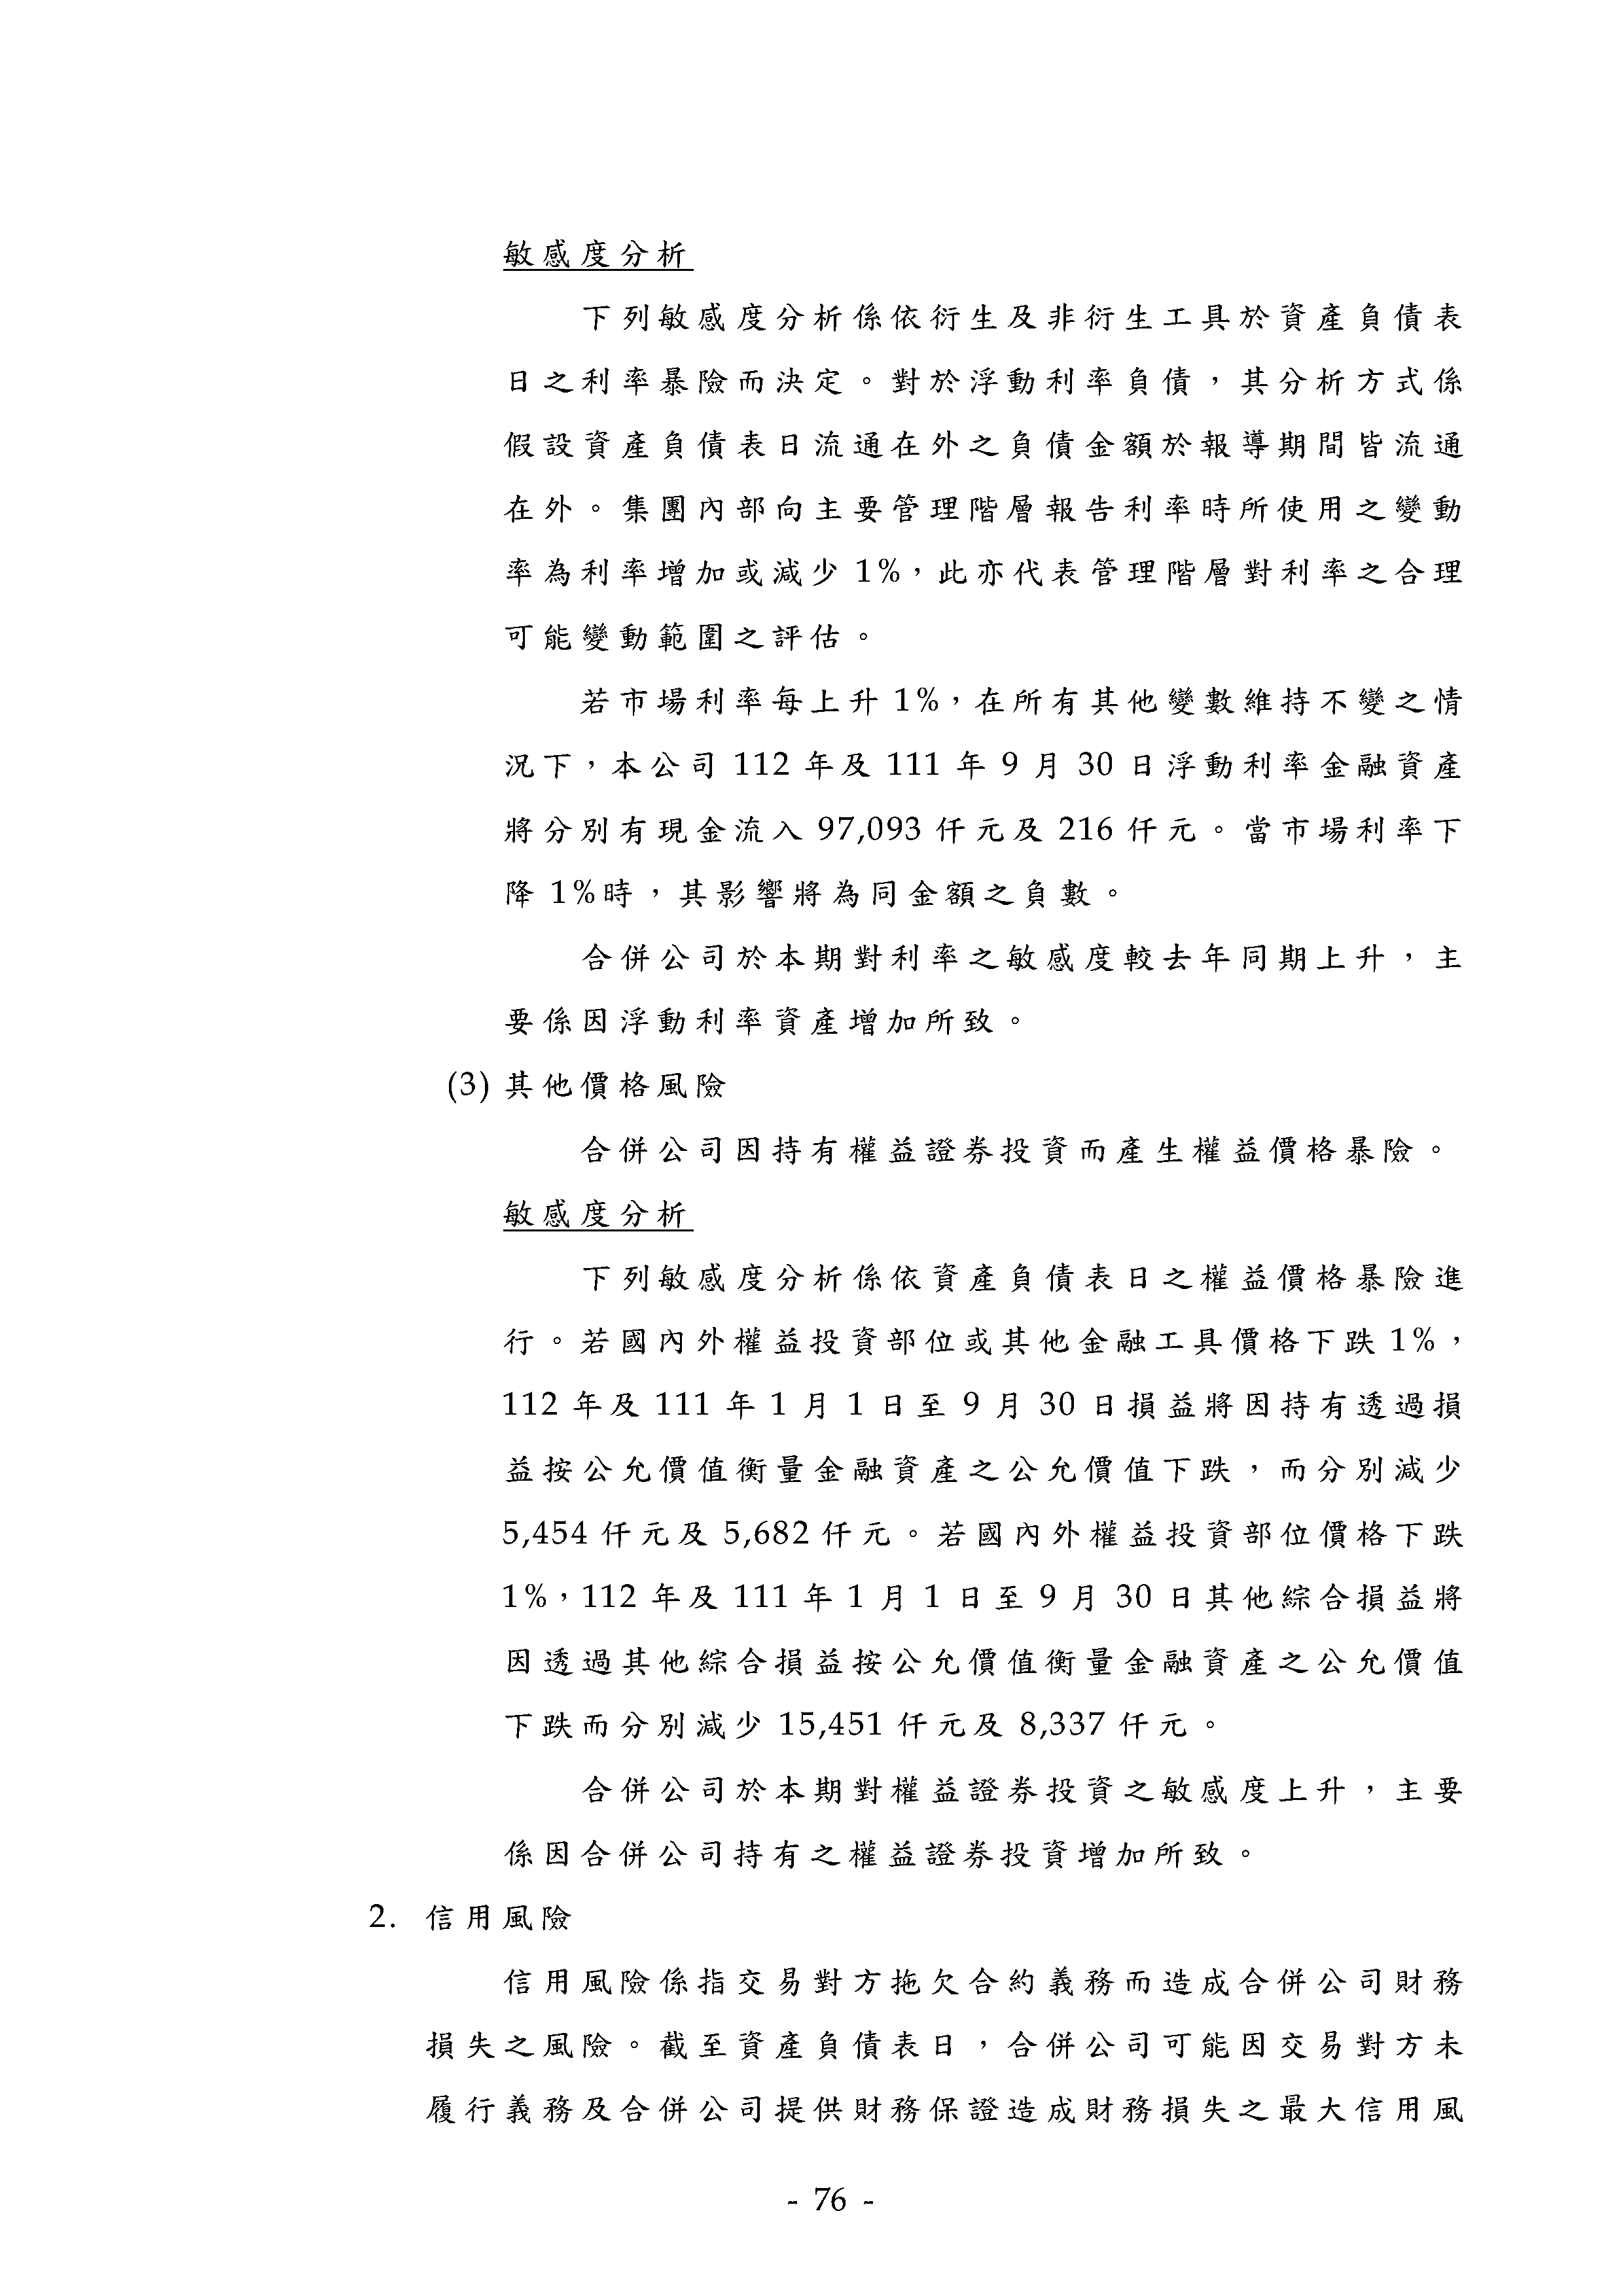 敏感度分析
下列敏感度分析係依衍生及非衍生工具於資產負債表
日之利率暴險而決定。對於浮動利率負債，其分析方式係
假設資產負債表日流通在外之負債金額於報導期間皆流通
在外。集團內部向主要管理階層報告利率時所使用之變動
率為利率增加或減少 1%，此亦代表管理階層對利率之合理
可能變動範圍之評估。
若市場利率每上升 1%，在所有其他變數維持不變之情
況下，本公司 112 年及 111 年 9 月 30 日浮動利率金融資產
將分別有現金流入 97,093 仟元及 216 仟元。當市場利率下
降 1%時，其影響將為同金額之負數。
合併公司於本期對利率之敏感度較去年同期上升，主
要係因浮動利率資產增加所致。
(3) 其他價格風險
合併公司因持有權益證券投資而產生權益價格暴險。
敏感度分析
下列敏感度分析係依資產負債表日之權益價格暴險進
行。若國內外權益投資部位或其他金融工具價格下跌 1%，
112 年及 111 年 1 月 1 日至 9 月 30 日損益將因持有透過損
益按公允價值衡量金融資產之公允價值下跌，而分別減少
5,454 仟元及 5,682 仟元。若國內外權益投資部位價格下跌
1%，112 年及 111 年 1 月 1 日至 9 月 30 日其他綜合損益將
因透過其他綜合損益按公允價值衡量金融資產之公允價值
下跌而分別減少 15,451 仟元及 8,337 仟元。
合併公司於本期對權益證券投資之敏感度上升，主要
係因合併公司持有之權益證券投資增加所致。
2. 信用風險
信用風險係指交易對方拖欠合約義務而造成合併公司財務
損失之風險。截至資產負債表日，合併公司可能因交易對方未
履行義務及合併公司提供財務保證造成財務損失之最大信用風
- 76 -